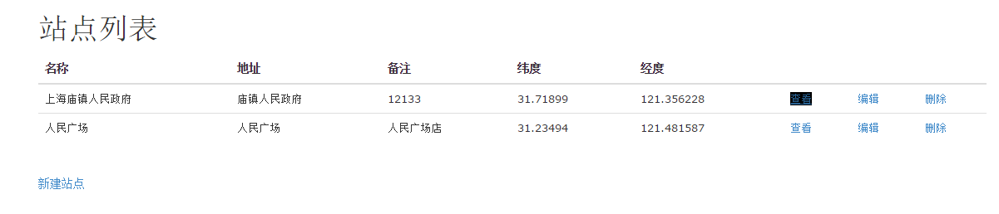 站点列表
名称 地址 备注 纬度 经度
上海庙镇人民政府 庙镇人民政府 12133 31.71899 121.356228 查看 编辑 删除
人民广场 人民广场 人民广场店 31.23494 121.481587 查看 编辑 删除
新建站点